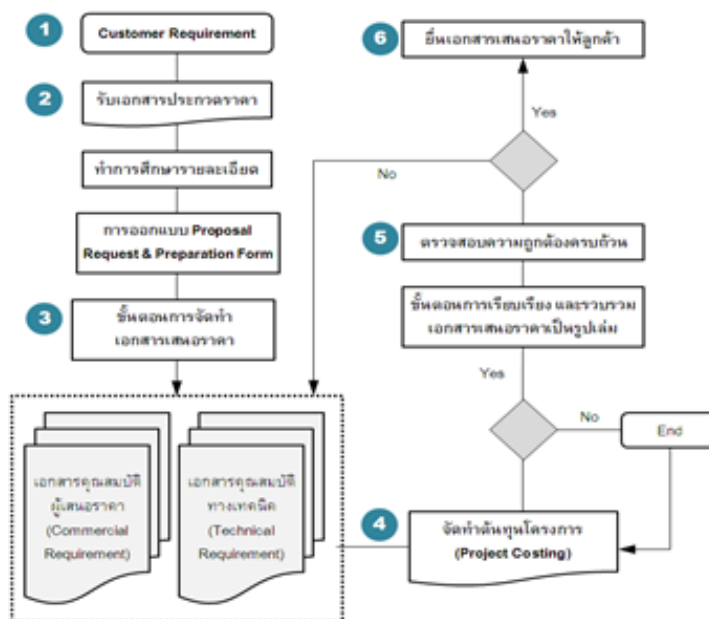 1
Customer Requirement
2
รับเอกสารประกวดราคา
ทำการศึกษารายละเอียด
การออกแบบ Proposal
Request & Preparation Form
3
ขั้นตอนการจัดทำ
เอกสารเสนอราคา
เอกสารคุณสมบัติ
ผู้เสนอราคา
(Commercial
Requirement)
เอกสารคุณสมบัติ
ทางเทคนิค
(Technical
Requirement)
4
จัดทำต้นทุนโครงการ
(Project Costing)
No
End
Yes
ขั้นตอนการเรียบเรียง และรวบรวม
เอกสารเสนอราคาเป็นรูปเล่ม
5
ตรวจสอบความถูกต้องครบถ้วน
No
Yes
6
ยื่นเอกสารเสนอราคาให้ลูกค้า